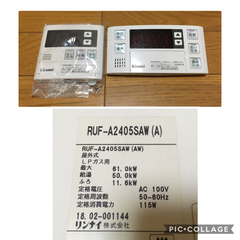 RUF-A2405SAW(A)
RUF-A2405SAW(AW)
屋外式
LPガス用
最大 61.0kW
給湯 50.0kW
ふろ 11.6kW
定格電圧 AC 100V
定格周波数 50-60Hz
定格消費電力 115W
18.02-001144
リンナイ株式会社
PIC•COLLAGE